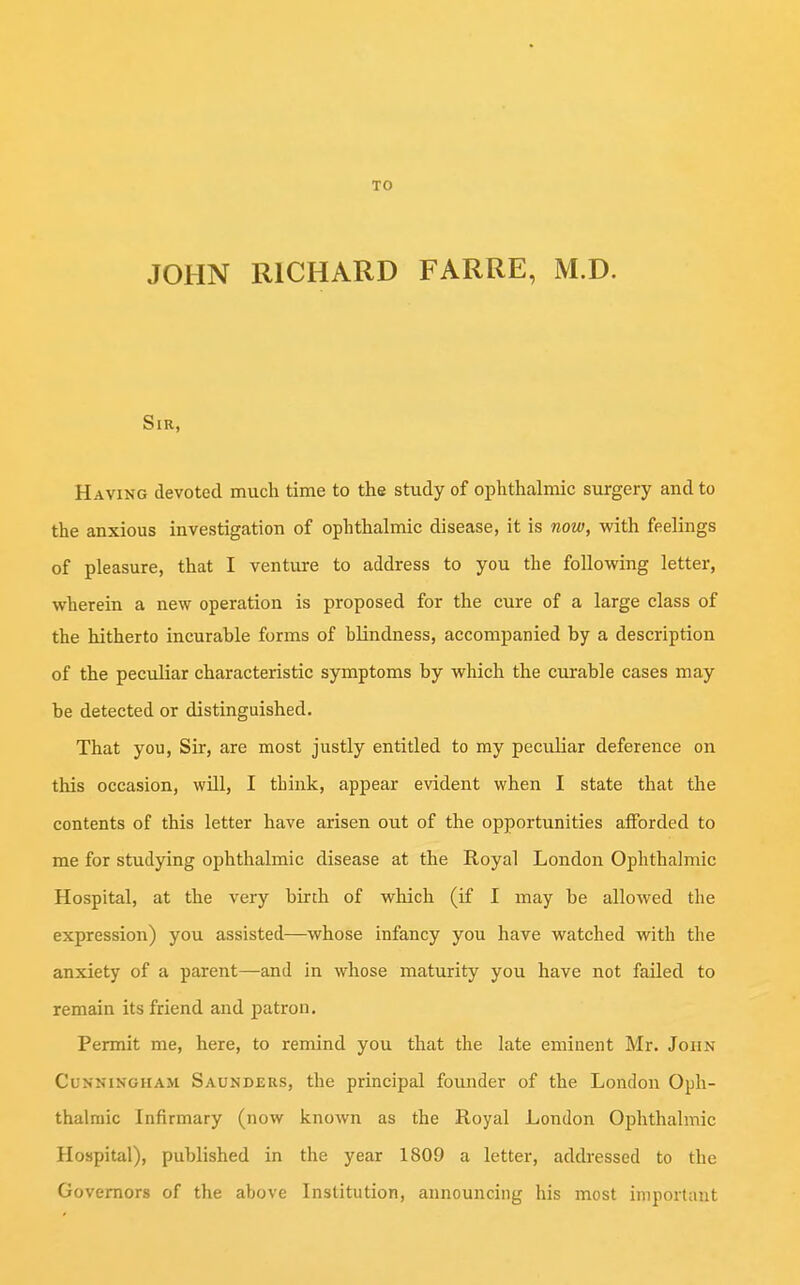 TO
JOHN RICHARD FARRE, M.D.
SIR,
HAVING devoted much time to the study of ophthalmic surgery and to
the anxious investigation of ophthalmic disease, it is now, with feelings
of pleasure, that I venture to address to you the following letter,
wherein a new operation is proposed for the cure of a large class of
the hitherto incurable forms of blindness, accompanied by a description
of the peculiar characteristic symptoms by which the curable cases may
be detected or distinguished.
That you, Sir, are most justly entitled to my peculiar deference on
this occasion, will, I think, appear evident when I state that the
contents of this letter have arisen out of the opportunities afforded to
me for studying ophthalmic disease at the Royal London Ophthalmic
Hospital, at the very birth of which (if I may be allowed the
expression) you assisted—whose infancy you have watched with the
anxiety of a parent—and in whose maturity you have not failed to
remain its friend and patron.
Permit me, here, to remind you that the late eminent Mr. JOHN
CUNNINGHAM SAUNDERS, the principal founder of the London Oph-
thalmic Infirmary (now known as the Royal London Ophthalmic
Hospital), published in the year 1809 a letter, addressed to the
Governors of the above Institution, announcing his most important